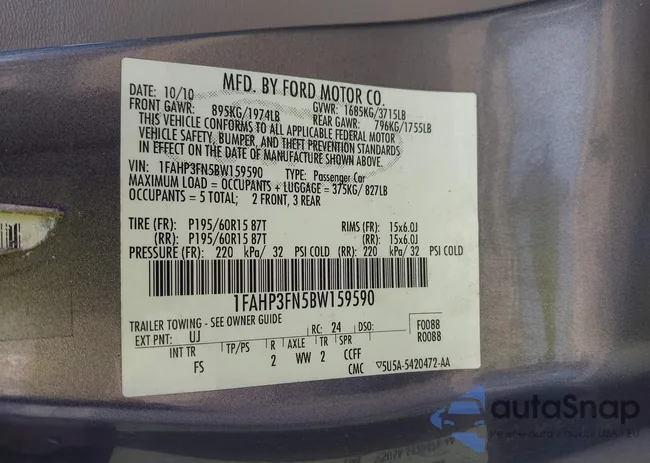 MFD. BY FORD MOTOR CO.
DATE: 10/10 GVWR: 1685KG/3715LB
FRONT GAWR: 895KG/1974LB REAR GAWR: 796KG/1755LB
THIS VEHICLE CONFORMS TO ALL APPLICABLE FEDERAL MOTOR
VEHICLE SAFETY, BUMPER, AND THEFT PREVENTION STANDARDS
IN EFFECT ON THE DATE OF MANUFACTURE SHOWN ABOVE.
VIN: 1FAHP3FN5BW159590 TYPE: Passenger Car
MAXIMUM LOAD = OCCUPANTS + LUGGAGE = 375KG/ 827LB
OCCUPANTS = 5 TOTAL; 2 FRONT, 3 REAR
TIRE (FR): P195/60R15 87T RIMS (FR): 15x6.0J
(RR): P195/60R15 87T (RR): 15x6.0J
PRESSURE (FR): 220 kPa/ 32 PSI COLD (RR) 220 kPa/ 32 PSI COLD
1FAHP3FN5BW159590
TRAILER TOWING - SEE OWNER GUIDE
EXT PNT: UJ RC: 24 DSO: F0088
R0088
INT TR TP/PS R AXLE TR SPR
FS 2 WW 2 CCFF
CMC ▽5U5A-5420472-AA
autoSnap